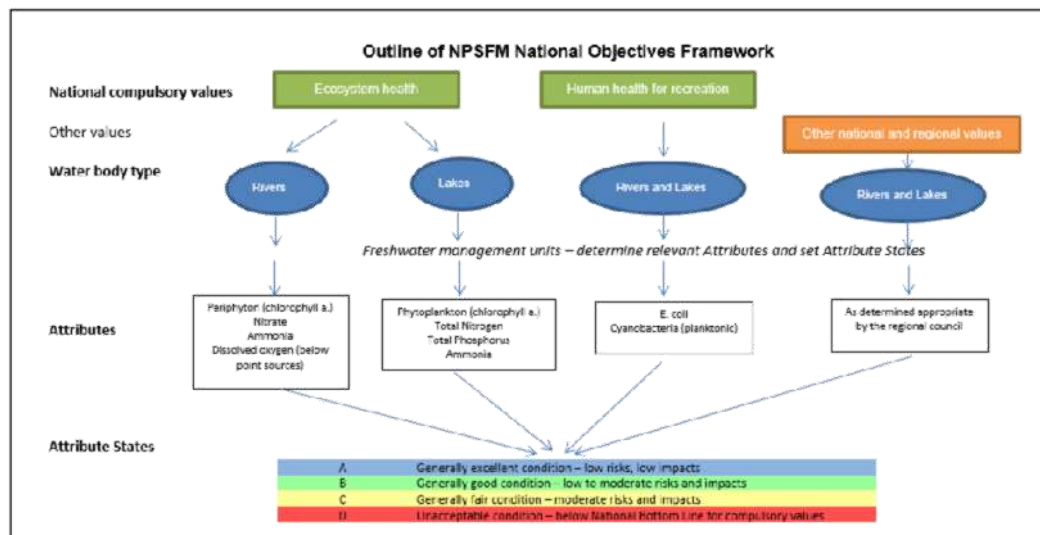 Outline of NPSFM National Objectives Framework
National compulsory values
Ecosystem health
Human health for recreation
Other values
Other national and regional values
Water body type
Rivers
Lakes
Rivers and Lakes
Rivers and Lakes
Freshwater management units – determine relevant Attributes and set Attribute States
Attributes
Periphyton (chlorophyll a.)
Nitrate
Ammonia
Dissolved oxygen (below
point sources)
Phytoplankton (chlorophyll a.)
Total Nitrogen
Total Phosphorus
Ammonia
E. coli
Cyanobacteria (planktonic)
As determined appropriate
by the regional council
Attribute States
A Generally excellent condition – low risks, low impacts
B Generally good condition – low to moderate risks and impacts
C Generally fair condition – moderate risks and impacts
D Unacceptable condition – below National Bottom Line for compulsory values